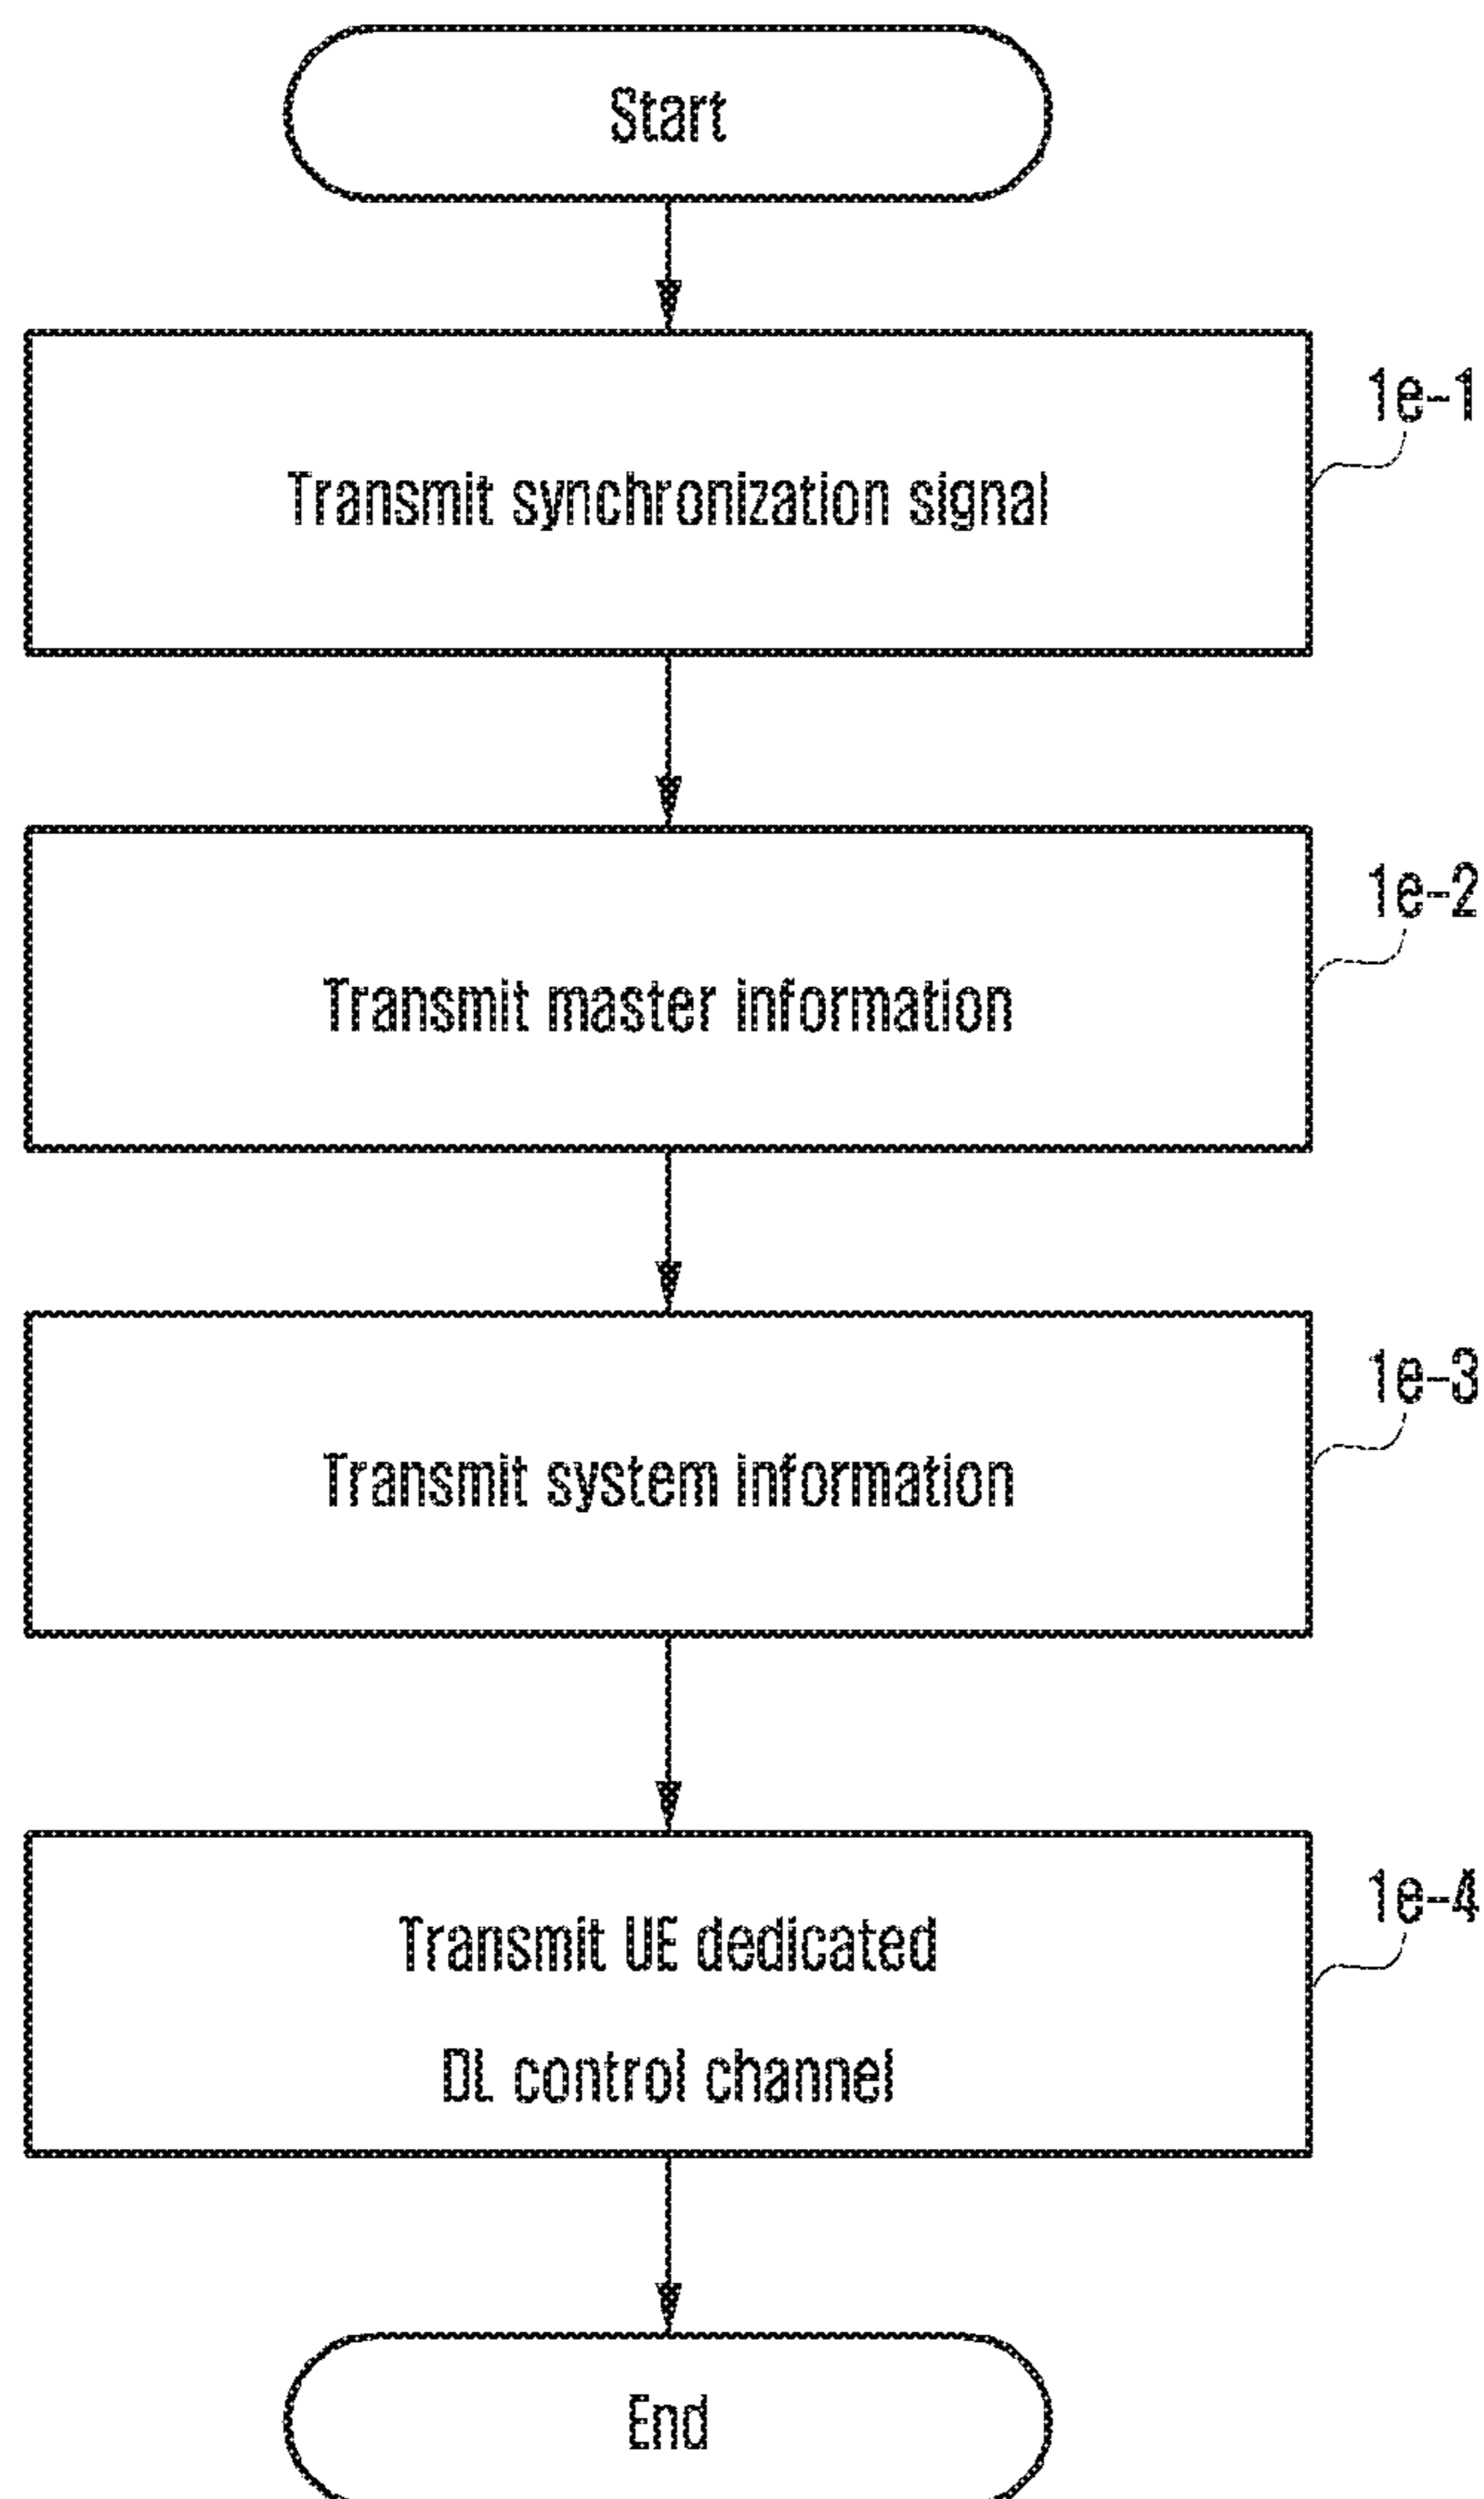 Start
1e-1
Transmit synchronization signal
1e-2
Transmit master information
1e-3
Transmit system information
1e-4
Transmit UE dedicated
DL control channel
End